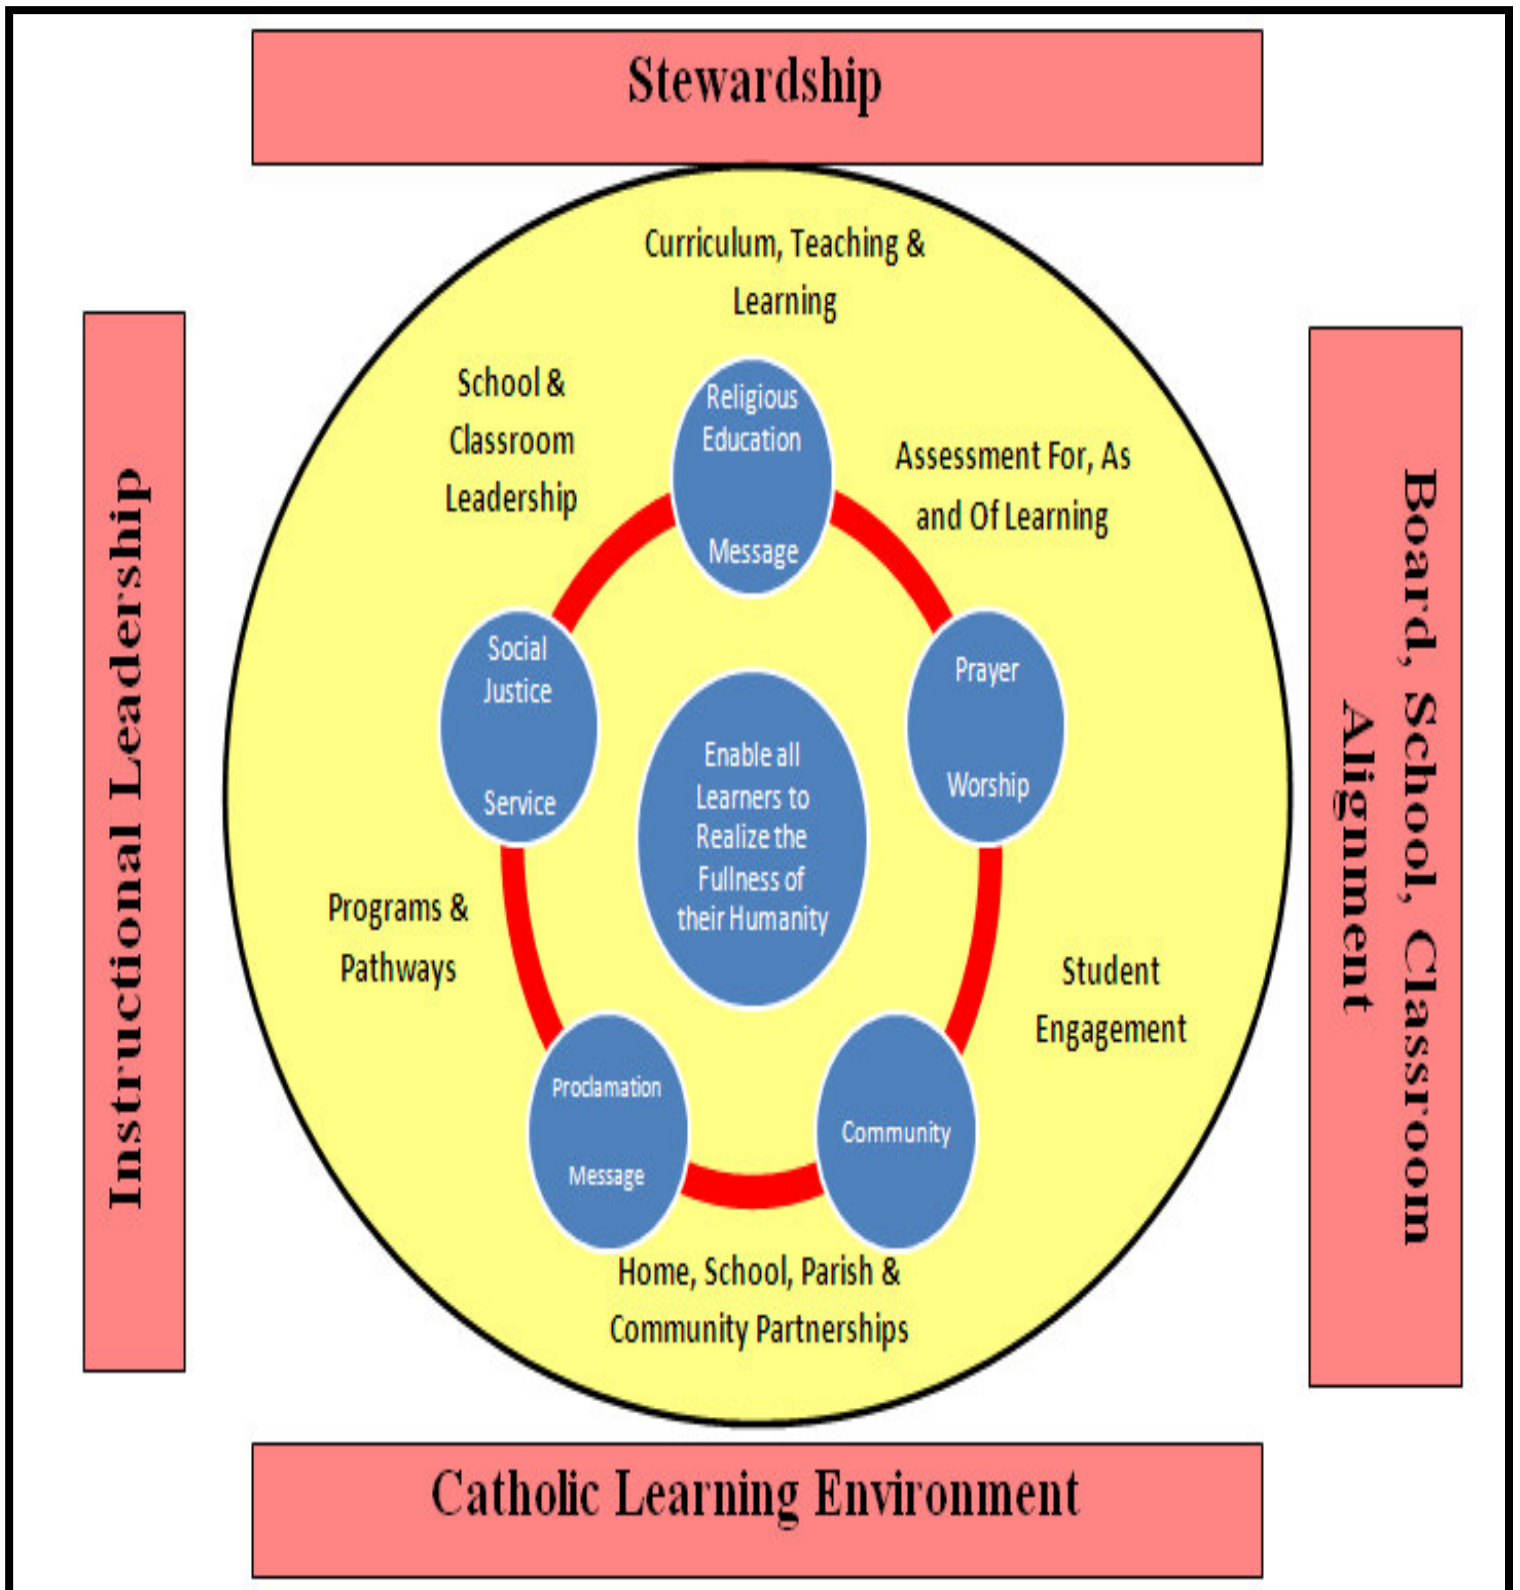 Stewardship
Curriculum, Teaching &
Learning
School &
Classroom
Leadership
Religious
Education
Message
Assessment For, As
and Of Learning
Social
Justice
Service
Prayer
Worship
Enable all
Learners to
Realize the
Fullness of
their Humanity
Programs &
Pathways
Student
Engagement
Proclamation
Message
Community
Home, School, Parish &
Community Partnerships
Instructional Leadership
Board, School, Classroom
Alignment
Catholic Learning Environment